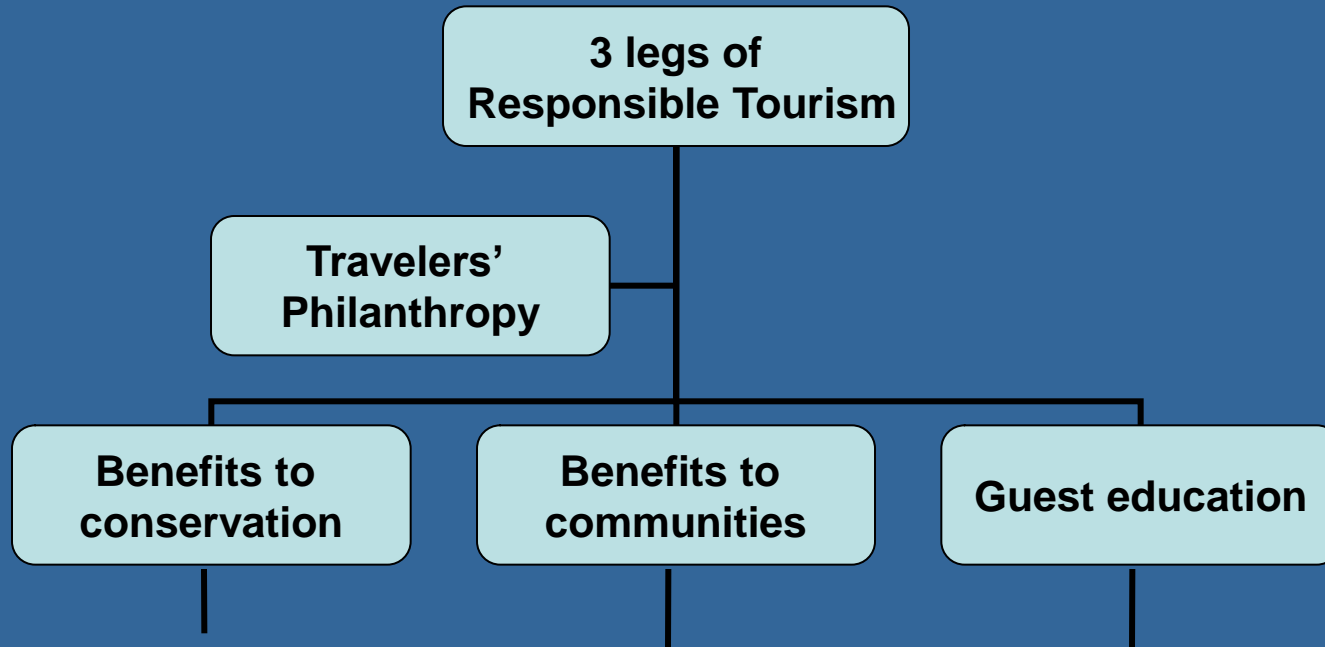 3 legs of
Responsible Tourism
Travelers’
Philanthropy
Benefits to
conservation
Benefits to
communities
Guest education